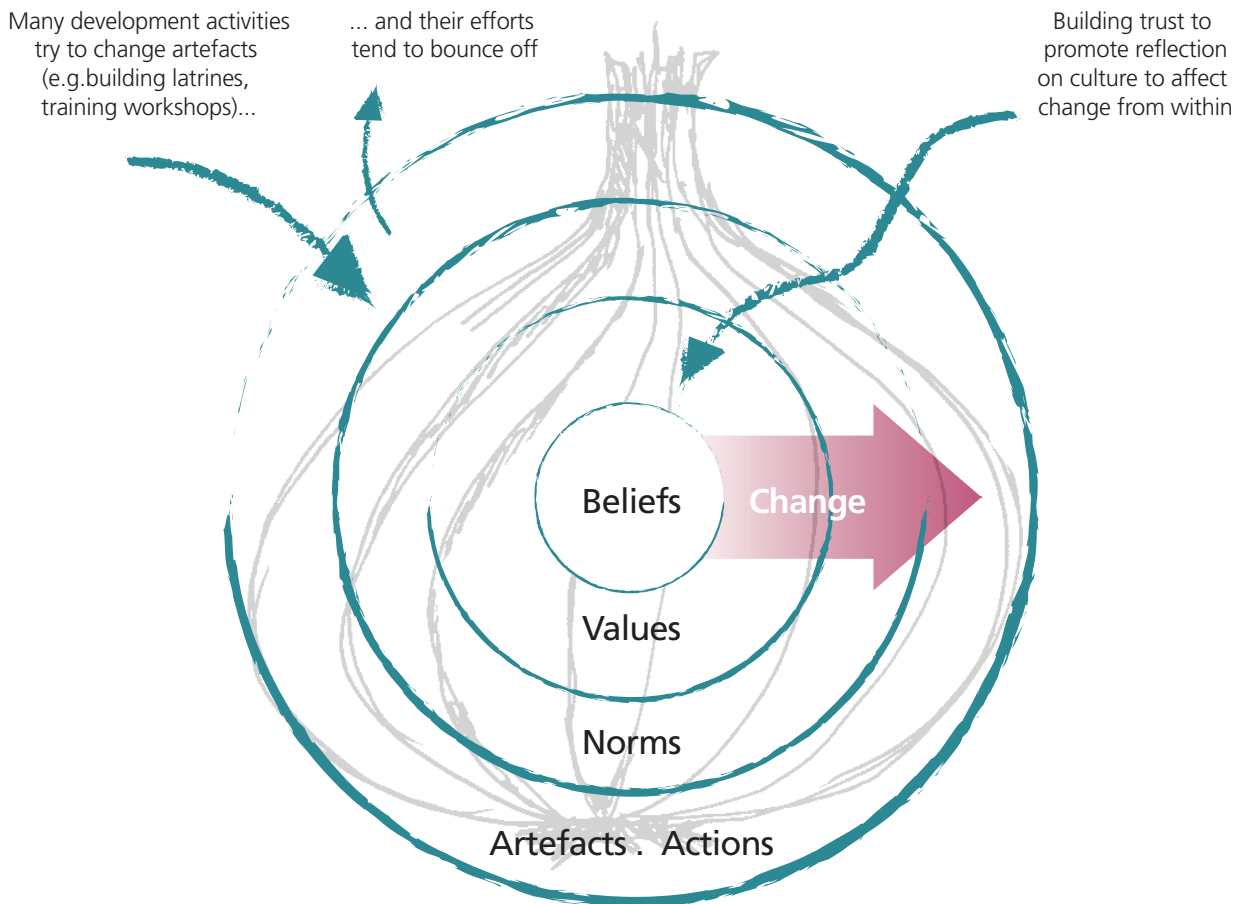 Many development activities
try to change artefacts
(e.g.building latrines,
training workshops)...
... and their efforts
tend to bounce off
Building trust to
promote reflection
on culture to affect
change from within
Beliefs
Change
Values
Norms
Artefacts . Actions